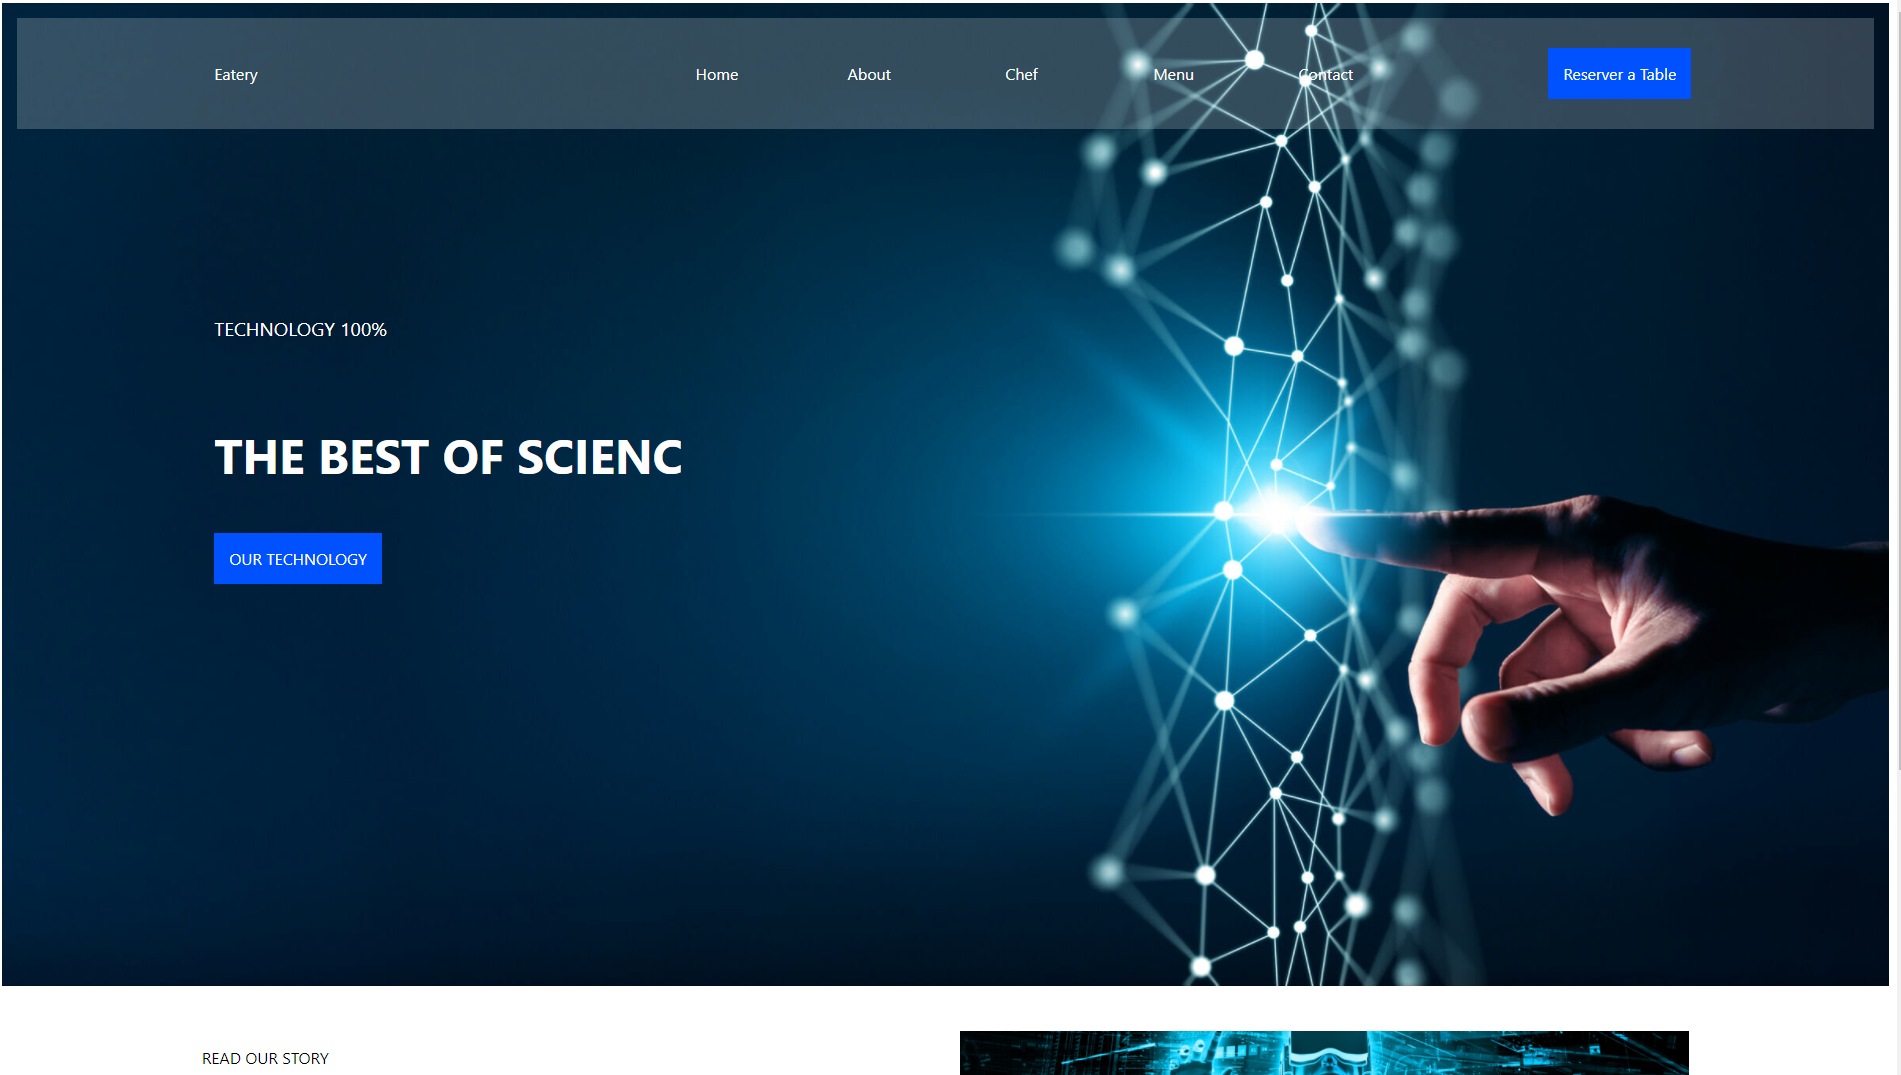 Eatery
Home
About
Chef
Menu
Contact
Reserver a Table
TECHNOLOGY 100%
THE BEST OF SCIENC
OUR TECHNOLOGY
READ OUR STORY